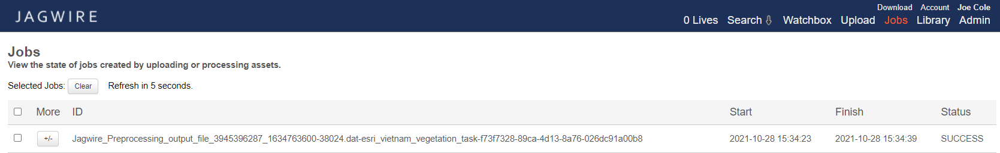 JAGWIRE
Download Account Joe Cole
0 Lives Search Watchbox Upload Jobs Library Admin
Jobs
View the state of jobs created by uploading or processing assets.
Selected Jobs: Clear Refresh in 5 seconds.
More ID Start Finish Status
+/- Jagwire_Preprocessing_output_file_3945396287_1634763600-38024.dat-esri_vietnam_vegetation_task-f73f7328-89ca-4d13-8a76-026dc91a00b8 2021-10-28 15:34:23 2021-10-28 15:34:39 SUCCESS